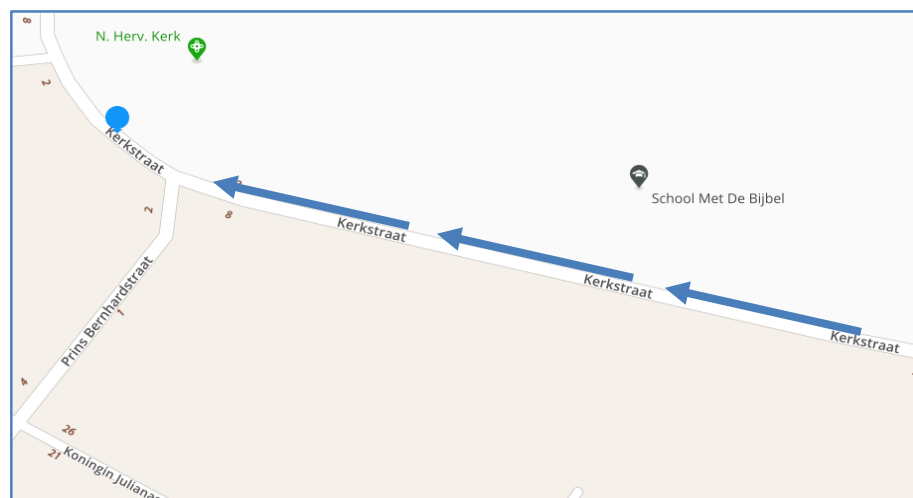 8
N. Herv. Kerk
2
Kerkstraat
School Met De Bijbel
2
8
Kerkstraat
Kerkstraat
Kerkstraat
Prins Bernhardstraat
1
4
26
21
Koningin Juliana